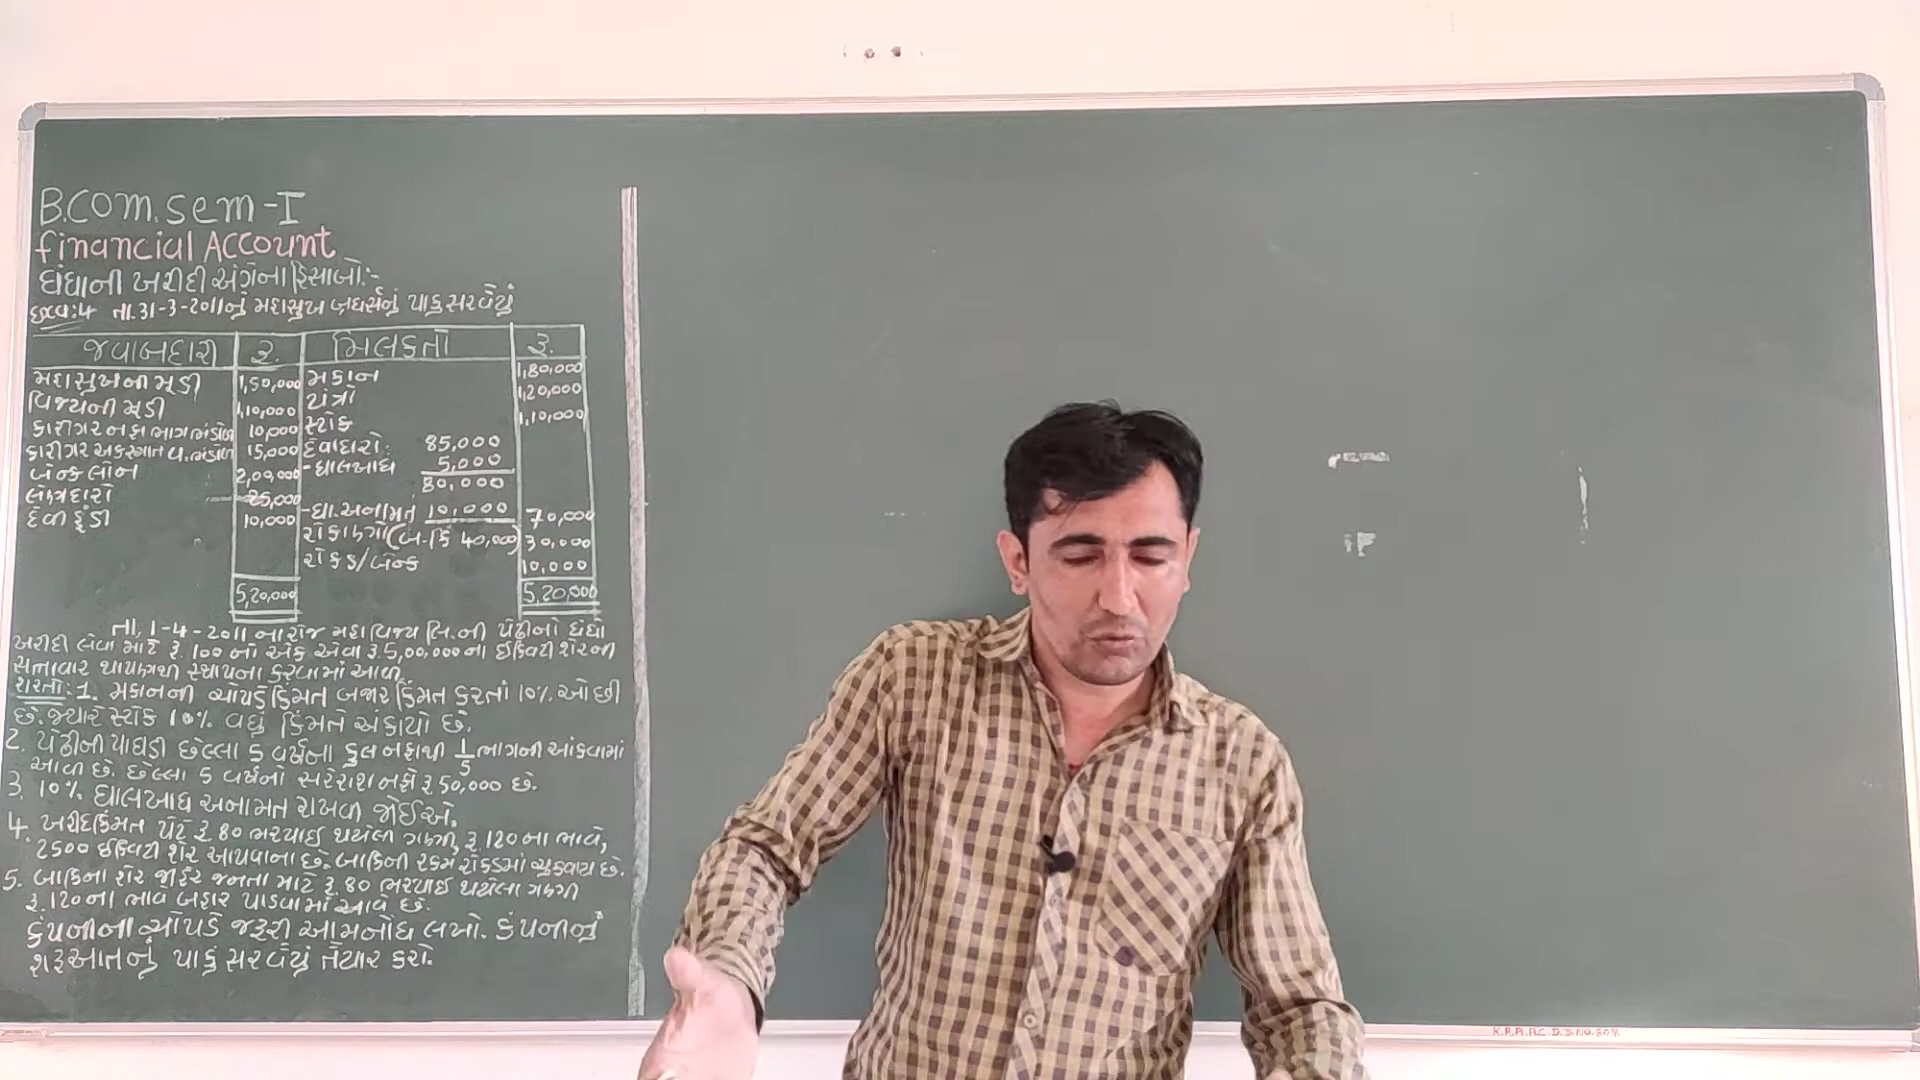 B.Com. sem - I
financial Account
ધંધાની ખરીદી અંગેના હિસાબો:-
દાખલો:4 તા.31-3-2011નું મહાસુખ બ્રધર્સનું પાકુ સરવૈયું
જવાબદારી રૂ. મિલકતો રૂ.
મહાસુખની મૂડી 1,50,000 મકાન 1,80,000
વિજયની મૂડી 1,10,000 યંત્રો 1,20,000
કારીગર નફા ભાગ ભંડોળ 10,000 સ્ટોક 1,10,000
કારીગર અકસ્માત વ. ભંડોળ 15,000 દેવાદારો: 85,000
બેન્ક લોન 2,00,000 -ઘાલખાધ 5,000
લેણદારો 25,000 80,000
દેવી હૂંડી 10,000 -ઘા.અનામત 10,000 70,000
રોકાણો(બ.કિં 40,000) 30,000
રોકડ/બેન્ક 10,000
5,20,000 5,20,000
તા. 1-4-2011 ના રોજ મહાવિજય લિ.ની પેઢીનો ધંધો
ખરીદી લેવા માટે રૂ.100 નો એક એવા રૂ.5,00,000ના ઈક્વિટી શેરની
સત્તાવાર થાપણથી સ્થાપના કરવામાં આવી.
શરતો: 1. મકાનની ચોપડે કિંમત બજાર કિંમત કરતાં 10% ઓછી
છે. જ્યારે સ્ટોક 10% વધું કિંમતે અંકાયો છે.
2. પેઢીની પાઘડી છેલ્લા 5 વર્ષના કુલ નફાથી 1/5 ભાગની આંકવામાં
આવી છે. છેલ્લા 5 વર્ષનો સરેરાશ નફો રૂ.50,000 છે.
3. 10% ઘાલખાધ અનામત રાખવી જોઈએ.
4. ખરીદકિંમત પેટે રૂ.80 ભરપાઈ થયેલા ગણી રૂ.120 ના ભાવે,
2500 ઈક્વિટી શેર આપવાના છે. બાકીની રકમ રોકડમાં ચુકવાય છે.
5. બાકીના શેર જાહેર જનતા માટે રૂ.80 ભરપાઈ થયેલા ગણી
રૂ.120ના ભાવે બહાર પાડવામાં આવે છે.
કંપનીના ચોપડે જરૂરી આમનોંધ લખો. કંપનીનું
શરૂઆતનું પાકું સરવૈયું તૈયાર કરો.